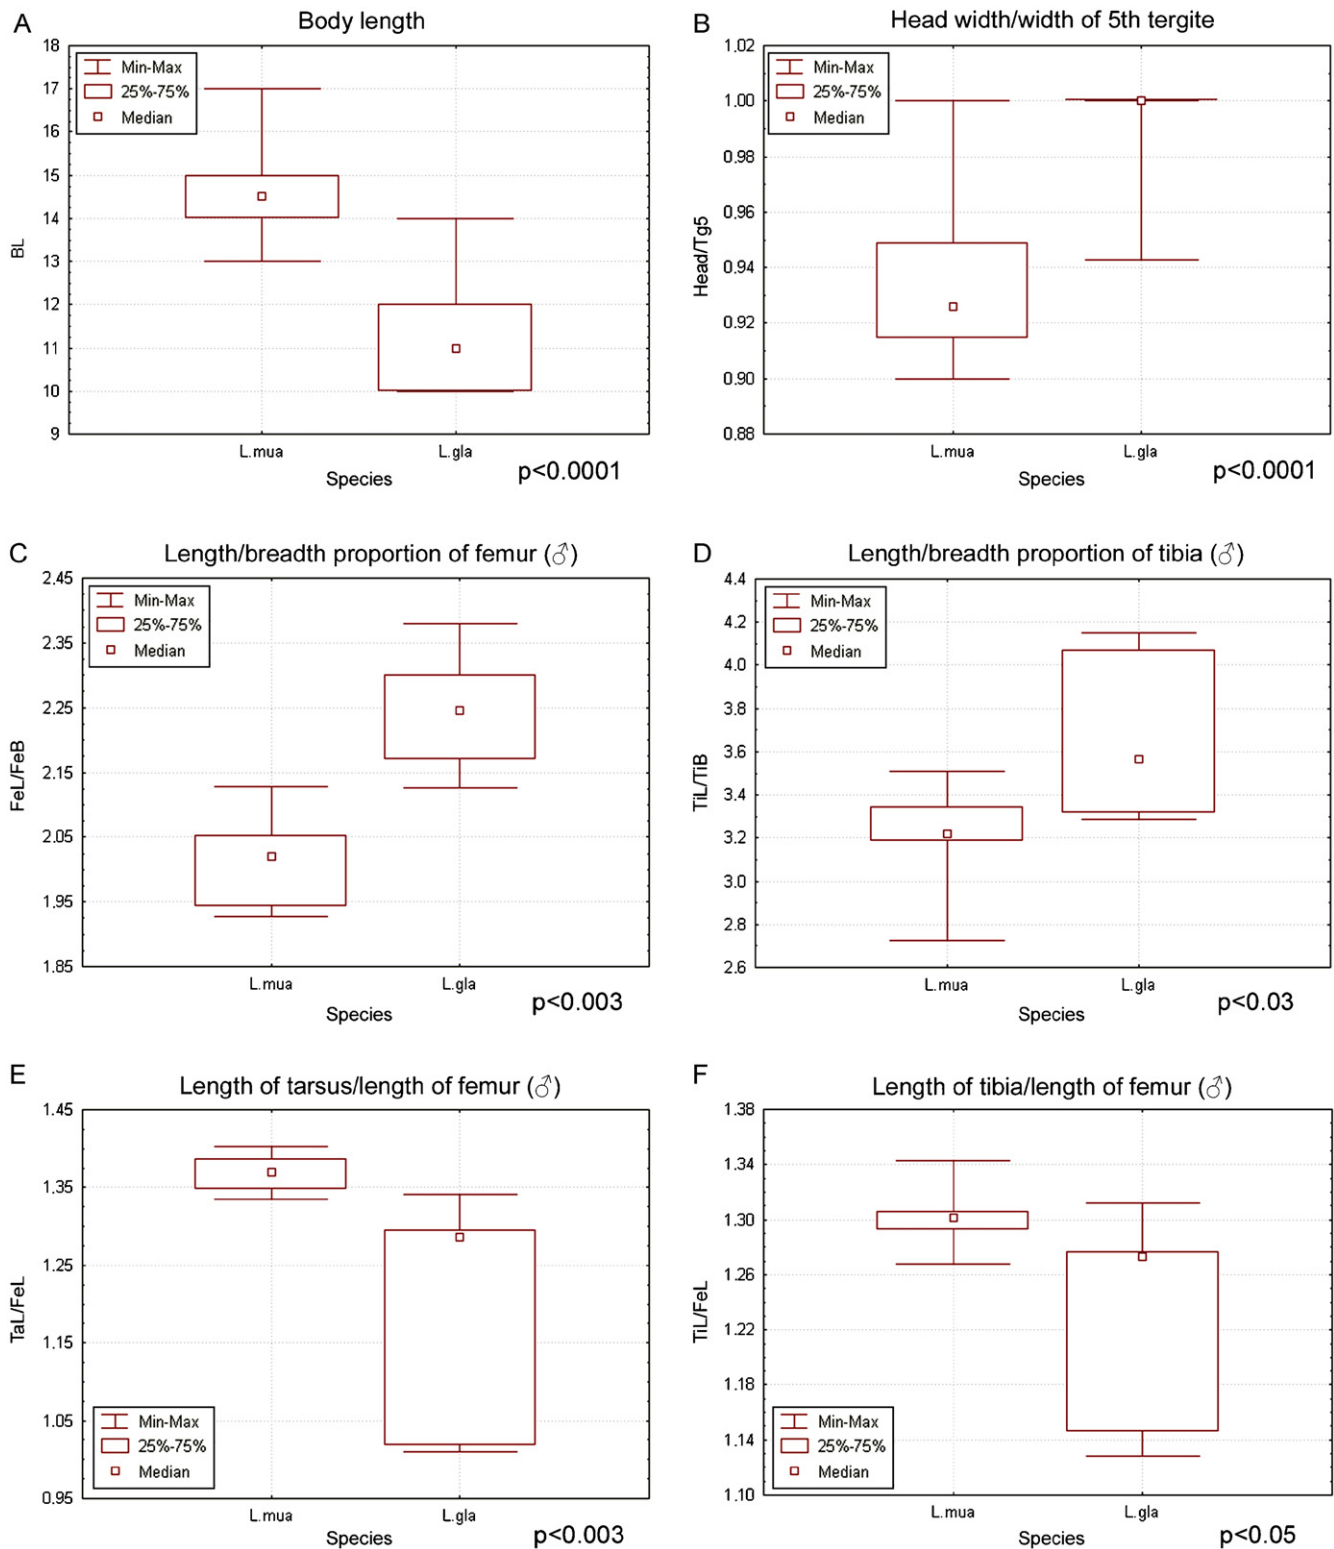 A Body length
18
17
16
15
14
13
12
11
10
9
BL
Min-Max
25%-75%
Median
L.mua L.gla
Species p<0.0001
B Head width/width of 5th tergite
1.02
1.00
0.98
0.96
0.94
0.92
0.90
0.88
Head/Tg5
Min-Max
25%-75%
Median
L.mua L.gla
Species p<0.0001
C Length/breadth proportion of femur (♂)
2.45
2.35
2.25
2.15
2.05
1.95
1.85
FeL/FeB
Min-Max
25%-75%
Median
L.mua L.gla
Species p<0.003
D Length/breadth proportion of tibia (♂)
4.4
4.2
4.0
3.8
3.6
3.4
3.2
3.0
2.8
2.6
TiL/TiB
Min-Max
25%-75%
Median
L.mua L.gla
Species p<0.03
E Length of tarsus/length of femur (♂)
1.45
1.35
1.25
1.15
1.05
0.95
TaL/FeL
Min-Max
25%-75%
Median
L.mua L.gla
Species p<0.003
F Length of tibia/length of femur (♂)
1.38
1.34
1.30
1.26
1.22
1.18
1.14
1.10
TiL/FeL
Min-Max
25%-75%
Median
L.mua L.gla
Species p<0.05